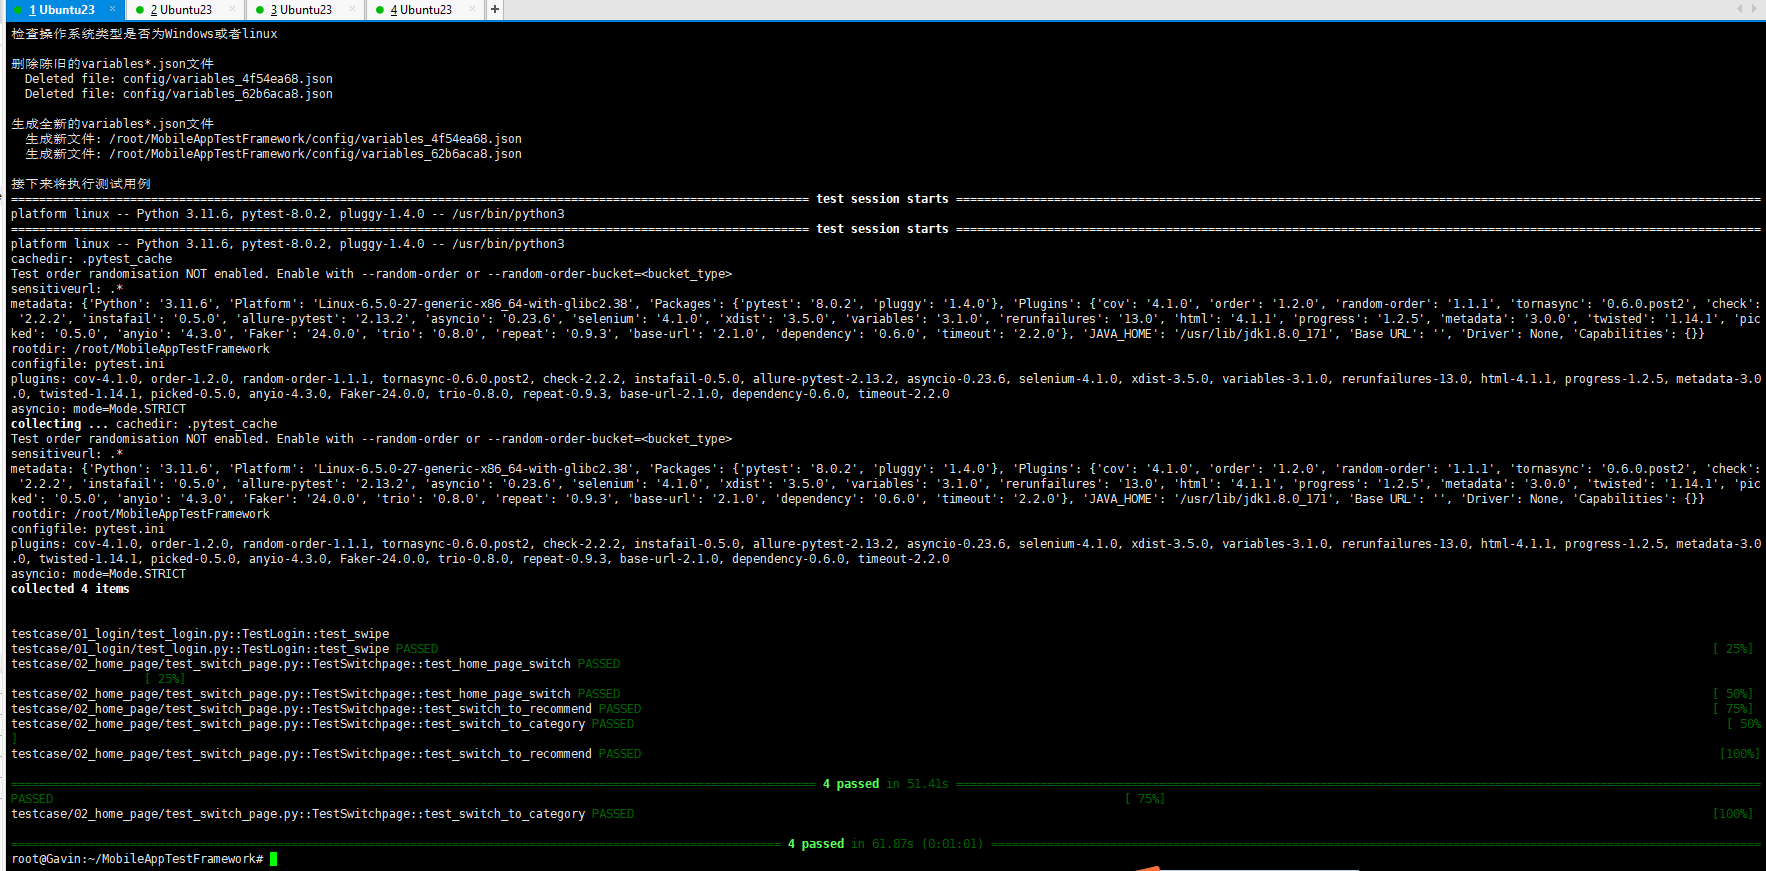 1 Ubuntu23 × 2 Ubuntu23 × 3 Ubuntu23 × 4 Ubuntu23 × +
检查操作系统类型是否为Windows或者linux
删除陈旧的variables*.json文件
Deleted file: config/variables_4f54ea68.json
Deleted file: config/variables_62b6aca8.json
生成全新的variables*.json文件
生成新文件: /root/MobileAppTestFramework/config/variables_4f54ea68.json
生成新文件: /root/MobileAppTestFramework/config/variables_62b6aca8.json
接下来将执行测试用例
test session starts
platform linux -- Python 3.11.6, pytest-8.0.2, pluggy-1.4.0 -- /usr/bin/python3
test session starts
platform linux -- Python 3.11.6, pytest-8.0.2, pluggy-1.4.0 -- /usr/bin/python3
cachedir: .pytest_cache
Test order randomisation NOT enabled. Enable with --random-order or --random-order-bucket=<bucket_type>
sensitiveurl: .*
metadata: {'Python': '3.11.6', 'Platform': 'Linux-6.5.0-27-generic-x86_64-with-glibc2.38', 'Packages': {'pytest': '8.0.2', 'pluggy': '1.4.0'}, 'Plugins': {'cov': '4.1.0', 'order': '1.2.0', 'random-order': '1.1.1', 'tornasync': '0.6.0.post2', 'check':
'2.2.2', 'instafail': '0.5.0', 'allure-pytest': '2.13.2', 'asyncio': '0.23.6', 'selenium': '4.1.0', 'xdist': '3.5.0', 'variables': '3.1.0', 'rerunfailures': '13.0', 'html': '4.1.1', 'progress': '1.2.5', 'metadata': '3.0.0', 'twisted': '1.14.1', 'pic
ked': '0.5.0', 'anyio': '4.3.0', 'Faker': '24.0.0', 'trio': '0.8.0', 'repeat': '0.9.3', 'base-url': '2.1.0', 'dependency': '0.6.0', 'timeout': '2.2.0'}, 'JAVA_HOME': '/usr/lib/jdk1.8.0_171', 'Base URL': '', 'Driver': None, 'Capabilities': {}}
rootdir: /root/MobileAppTestFramework
configfile: pytest.ini
plugins: cov-4.1.0, order-1.2.0, random-order-1.1.1, tornasync-0.6.0.post2, check-2.2.2, instafail-0.5.0, allure-pytest-2.13.2, asyncio-0.23.6, selenium-4.1.0, xdist-3.5.0, variables-3.1.0, rerunfailures-13.0, html-4.1.1, progress-1.2.5, metadata-3.0
.0, twisted-1.14.1, picked-0.5.0, anyio-4.3.0, Faker-24.0.0, trio-0.8.0, repeat-0.9.3, base-url-2.1.0, dependency-0.6.0, timeout-2.2.0
asyncio: mode=Mode.STRICT
collecting ... cachedir: .pytest_cache
Test order randomisation NOT enabled. Enable with --random-order or --random-order-bucket=<bucket_type>
sensitiveurl: .*
metadata: {'Python': '3.11.6', 'Platform': 'Linux-6.5.0-27-generic-x86_64-with-glibc2.38', 'Packages': {'pytest': '8.0.2', 'pluggy': '1.4.0'}, 'Plugins': {'cov': '4.1.0', 'order': '1.2.0', 'random-order': '1.1.1', 'tornasync': '0.6.0.post2', 'check':
'2.2.2', 'instafail': '0.5.0', 'allure-pytest': '2.13.2', 'asyncio': '0.23.6', 'selenium': '4.1.0', 'xdist': '3.5.0', 'variables': '3.1.0', 'rerunfailures': '13.0', 'html': '4.1.1', 'progress': '1.2.5', 'metadata': '3.0.0', 'twisted': '1.14.1', 'pic
ked': '0.5.0', 'anyio': '4.3.0', 'Faker': '24.0.0', 'trio': '0.8.0', 'repeat': '0.9.3', 'base-url': '2.1.0', 'dependency': '0.6.0', 'timeout': '2.2.0'}, 'JAVA_HOME': '/usr/lib/jdk1.8.0_171', 'Base URL': '', 'Driver': None, 'Capabilities': {}}
rootdir: /root/MobileAppTestFramework
configfile: pytest.ini
plugins: cov-4.1.0, order-1.2.0, random-order-1.1.1, tornasync-0.6.0.post2, check-2.2.2, instafail-0.5.0, allure-pytest-2.13.2, asyncio-0.23.6, selenium-4.1.0, xdist-3.5.0, variables-3.1.0, rerunfailures-13.0, html-4.1.1, progress-1.2.5, metadata-3.0
.0, twisted-1.14.1, picked-0.5.0, anyio-4.3.0, Faker-24.0.0, trio-0.8.0, repeat-0.9.3, base-url-2.1.0, dependency-0.6.0, timeout-2.2.0
asyncio: mode=Mode.STRICT
collected 4 items
testcase/01_login/test_login.py::TestLogin::test_swipe
testcase/01_login/test_login.py::TestLogin::test_swipe PASSED [ 25%]
testcase/02_home_page/test_switch_page.py::TestSwitchpage::test_home_page_switch PASSED
[ 25%]
testcase/02_home_page/test_switch_page.py::TestSwitchpage::test_home_page_switch PASSED [ 50%]
testcase/02_home_page/test_switch_page.py::TestSwitchpage::test_switch_to_recommend PASSED [ 75%]
testcase/02_home_page/test_switch_page.py::TestSwitchpage::test_switch_to_category PASSED [ 50%
]
testcase/02_home_page/test_switch_page.py::TestSwitchpage::test_switch_to_recommend PASSED [100%]
4 passed in 51.41s
PASSED [ 75%]
testcase/02_home_page/test_switch_page.py::TestSwitchpage::test_switch_to_category PASSED [100%]
4 passed in 61.87s (0:01:01)
root@Gavin:~/MobileAppTestFramework#